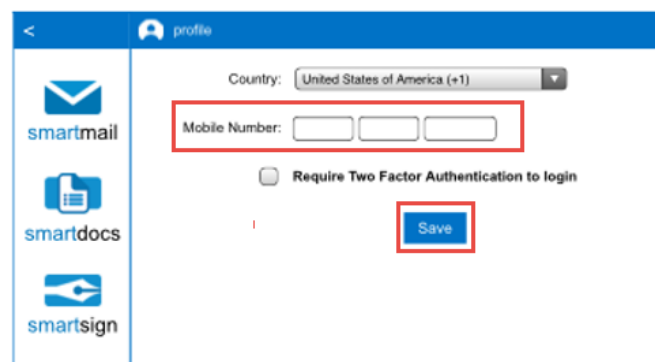 < profile
Country: United States of America (+1)
smartmail
Mobile Number:
Require Two Factor Authentication to login
smartdocs
Save
smartsign